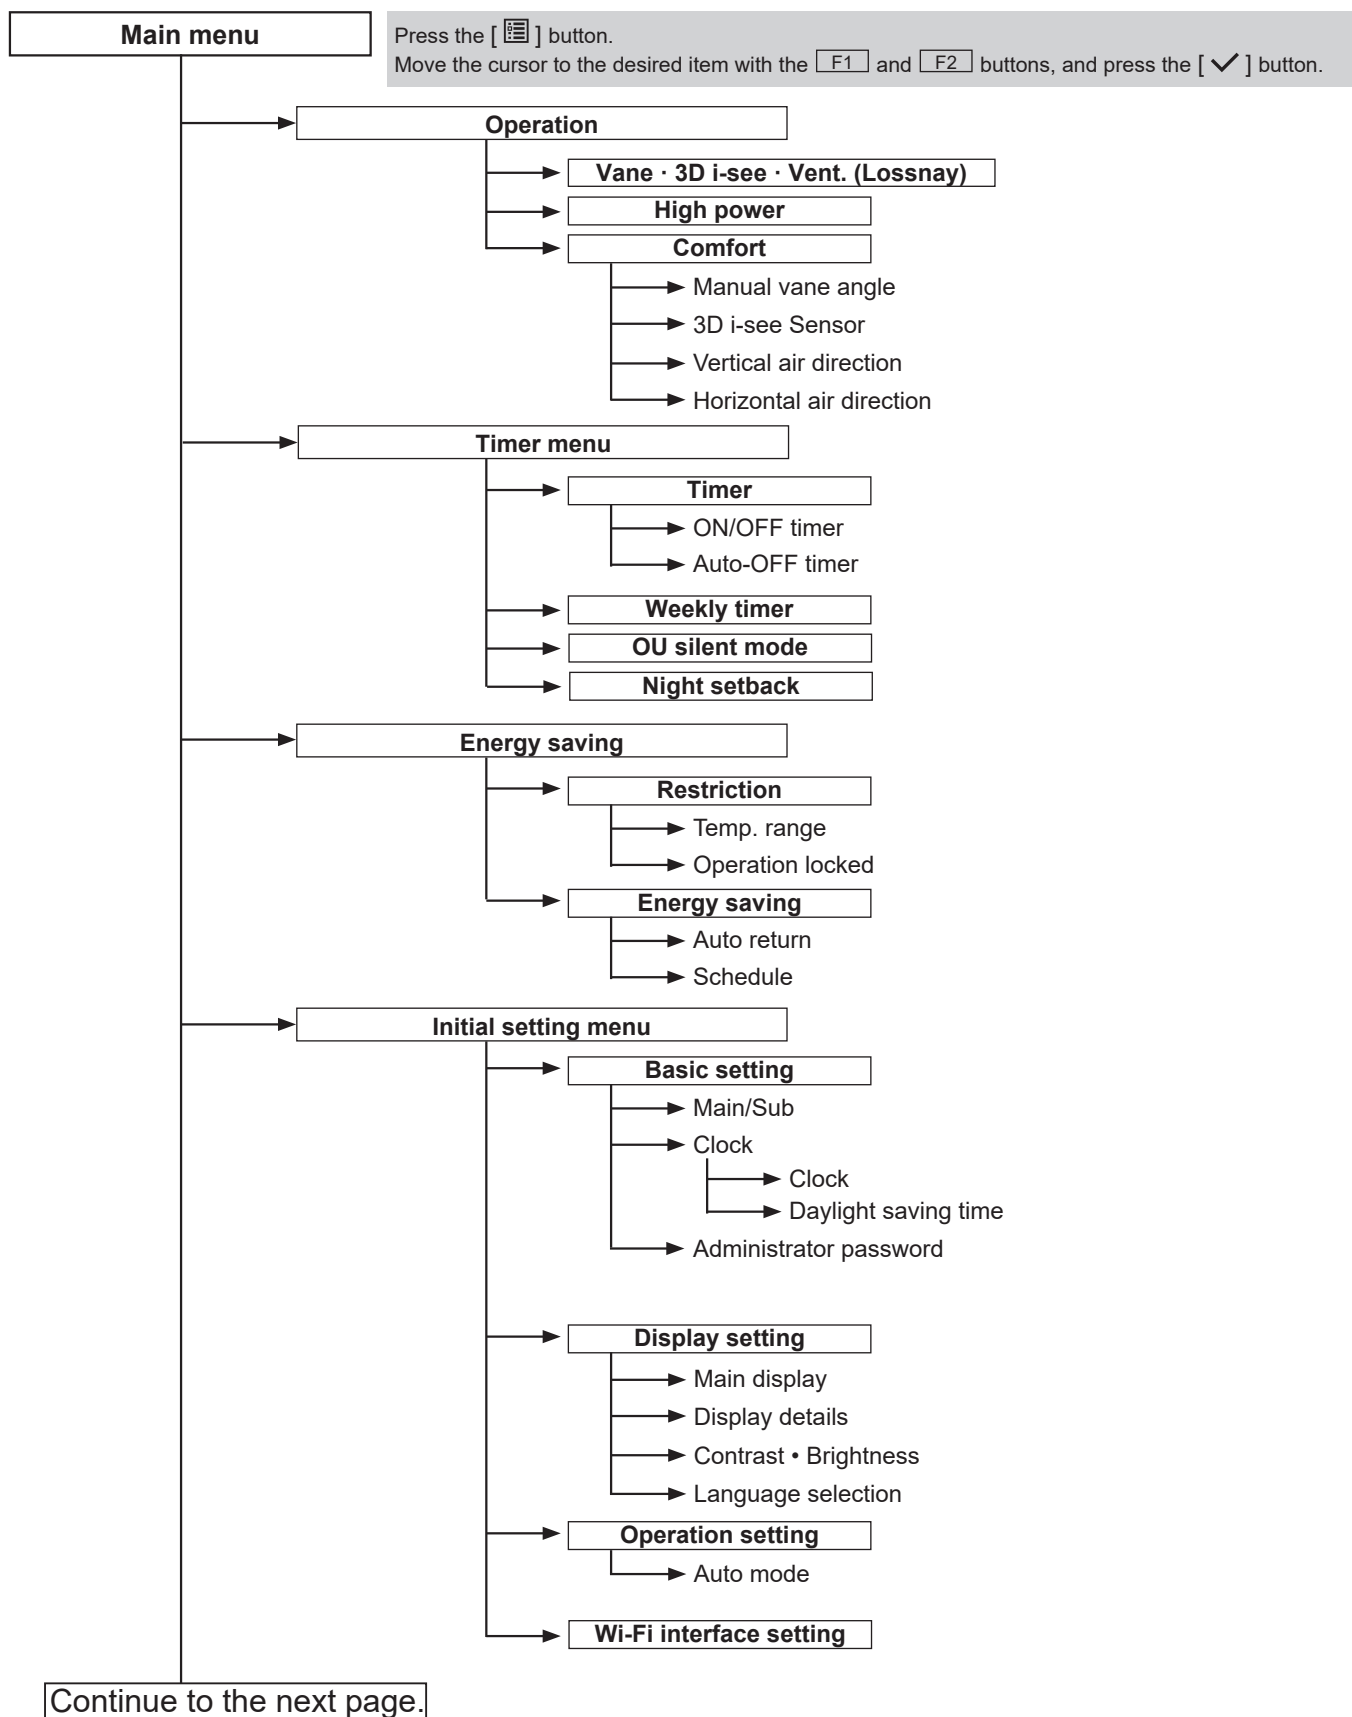 Main menu
Press the [ ] button.
Move the cursor to the desired item with the F1 and F2 buttons, and press the [ ✓ ] button.
Operation
Vane · 3D i-see · Vent. (Lossnay)
High power
Comfort
Manual vane angle
3D i-see Sensor
Vertical air direction
Horizontal air direction
Timer menu
Timer
ON/OFF timer
Auto-OFF timer
Weekly timer
OU silent mode
Night setback
Energy saving
Restriction
Temp. range
Operation locked
Energy saving
Auto return
Schedule
Initial setting menu
Basic setting
Main/Sub
Clock
Clock
Daylight saving time
Administrator password
Display setting
Main display
Display details
Contrast • Brightness
Language selection
Operation setting
Auto mode
Wi-Fi interface setting
Continue to the next page.